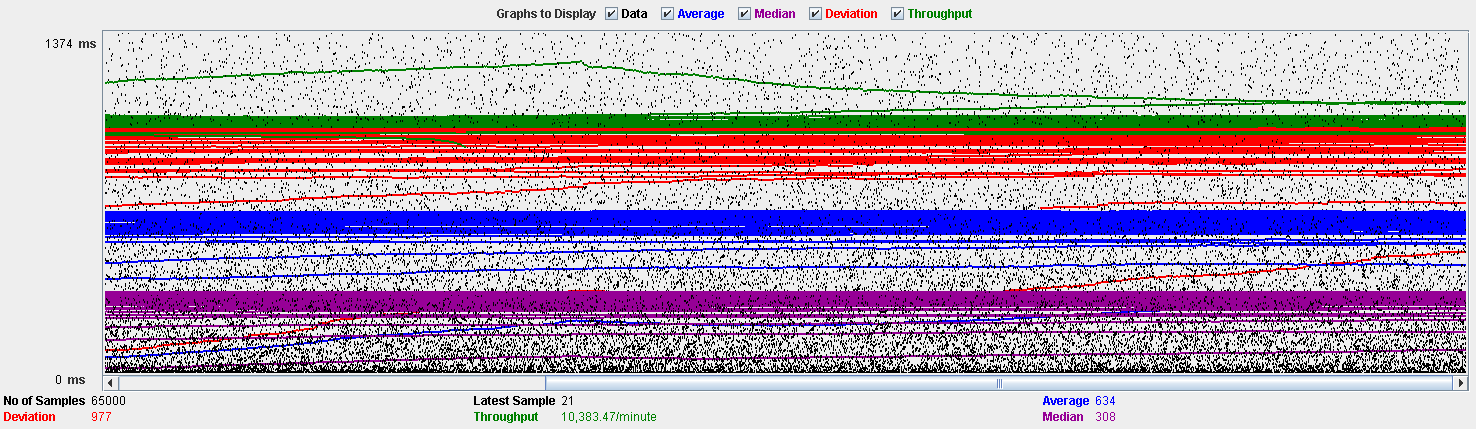 Graphs to Display Data Average Median Deviation Throughput
1374 ms
0 ms
No of Samples 65000 Latest Sample 21 Average 634
Deviation 977 Throughput 10,383.47/minute Median 308